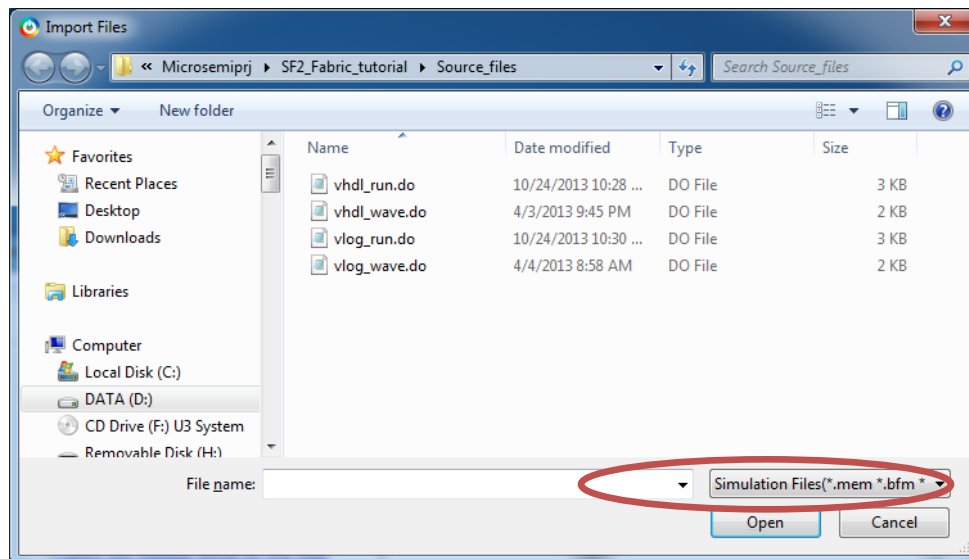 Import Files
« Microsemiprj ▸ SF2_Fabric_tutorial ▸ Source_files
Search Source_files
Organize New folder
Name Date modified Type Size
Favorites
Recent Places
Desktop
Downloads
Libraries
Computer
Local Disk (C:)
DATA (D:)
CD Drive (F:) U3 System
Removable Disk (H:)
vhdl_run.do 10/24/2013 10:28 ... DO File 3 KB
vhdl_wave.do 4/3/2013 9:45 PM DO File 2 KB
vlog_run.do 10/24/2013 10:30 ... DO File 3 KB
vlog_wave.do 4/4/2013 8:58 AM DO File 2 KB
File name:
Simulation Files(*.mem *.bfm *
Open Cancel